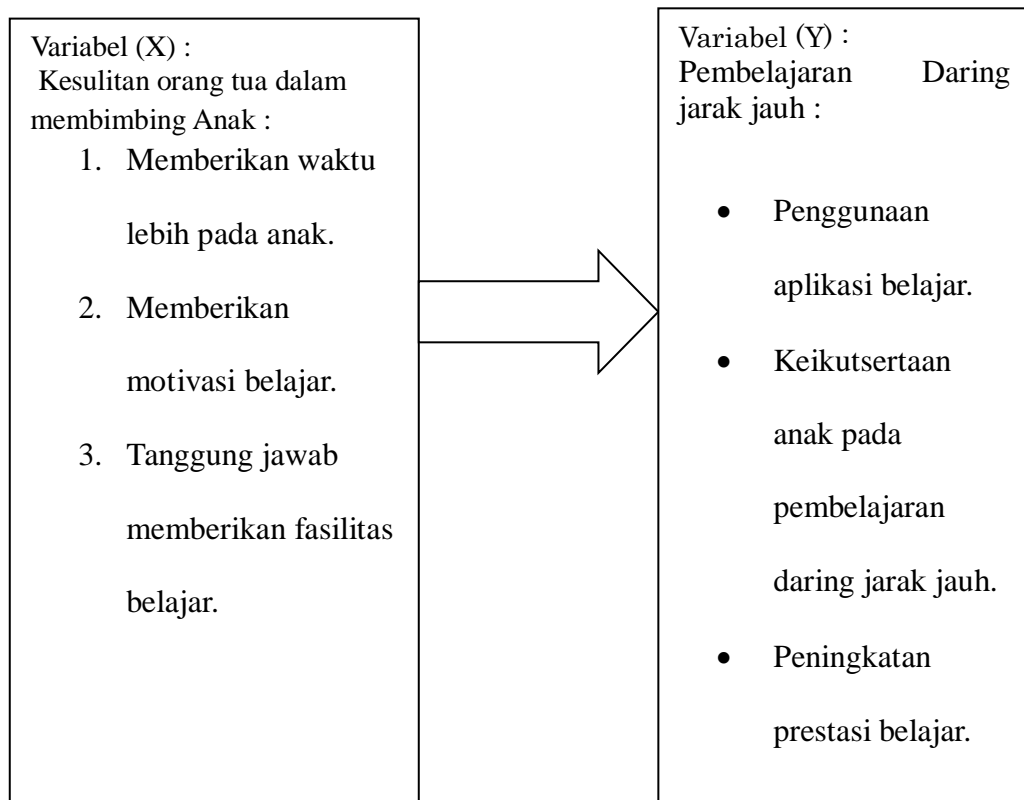 Variabel (X) :
Kesulitan orang tua dalam
membimbing Anak :
1. Memberikan waktu
lebih pada anak.
2. Memberikan
motivasi belajar.
3. Tanggung jawab
memberikan fasilitas
belajar.
Variabel (Y) :
Pembelajaran Daring
jarak jauh :
• Penggunaan
aplikasi belajar.
• Keikutsertaan
anak pada
pembelajaran
daring jarak jauh.
• Peningkatan
prestasi belajar.